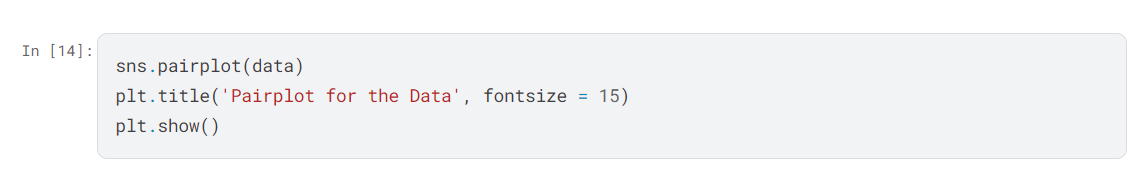 In [14]:
sns.pairplot(data)
plt.title('Pairplot for the Data', fontsize = 15)
plt.show()